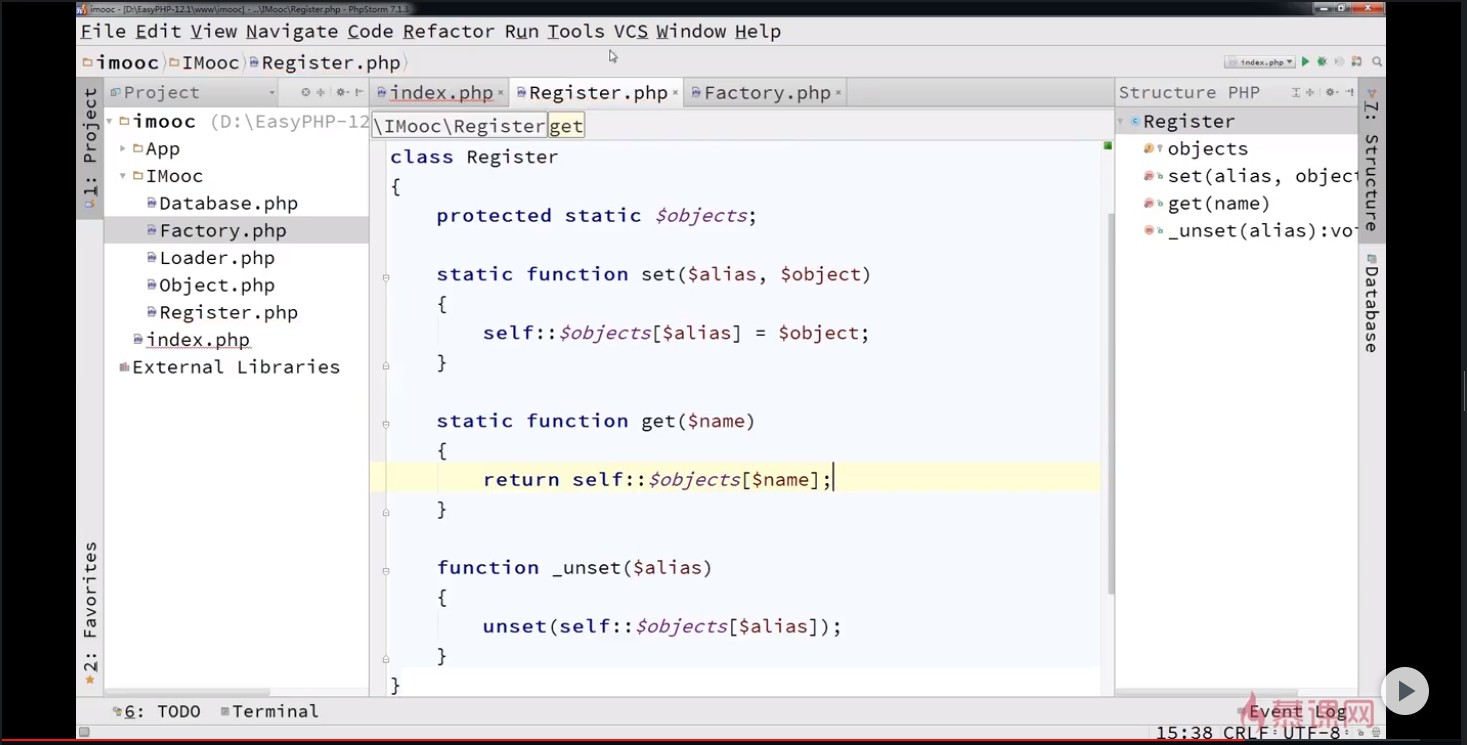 imooc - [D:\EasyPHP-12.1\www\imooc] - ...\IMooc\Register.php - PhpStorm 7.1.3
File Edit View Navigate Code Refactor Run Tools VCS Window Help
imooc IMooc Register.php
index.php
1: Project
Project
index.php Register.php Factory.php
Structure PHP
7: Structure
imooc (D:\EasyPHP-12
\IMooc\Register get
Register
App
class Register
objects
IMooc
{
set(alias, object
Database.php
protected static $objects;
get(name)
Factory.php
_unset(alias):voi
Loader.php
static function set($alias, $object)
Database
Object.php
{
Register.php
self::$objects[$alias] = $object;
index.php
}
External Libraries
static function get($name)
{
return self::$objects[$name];
}
2: Favorites
function _unset($alias)
{
unset(self::$objects[$alias]);
}
}
6: TODO Terminal
Event Log
慕课网
15:38 CRLF UTF-8